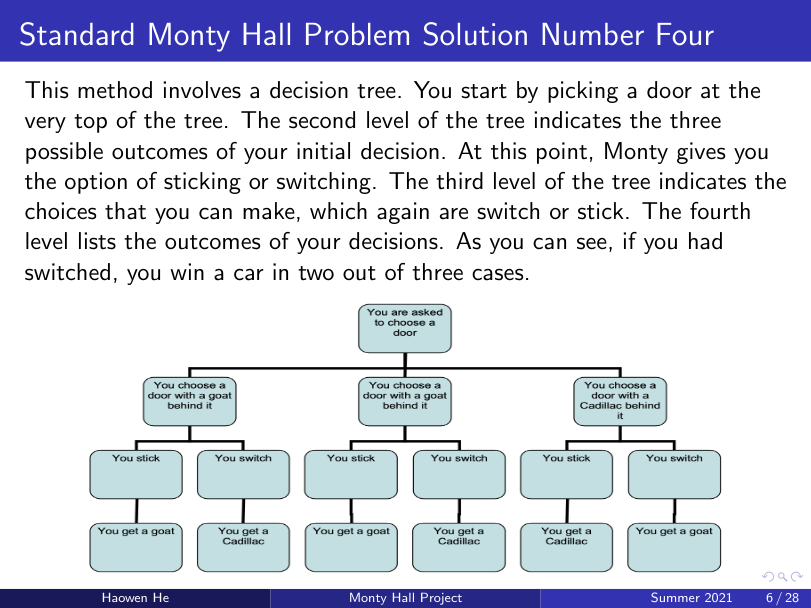 Standard Monty Hall Problem Solution Number Four
This method involves a decision tree. You start by picking a door at the
very top of the tree. The second level of the tree indicates the three
possible outcomes of your initial decision. At this point, Monty gives you
the option of sticking or switching. The third level of the tree indicates the
choices that you can make, which again are switch or stick. The fourth
level lists the outcomes of your decisions. As you can see, if you had
switched, you win a car in two out of three cases.
You are asked
to choose a
door
You choose a
door with a goat
behind it
You choose a
door with a goat
behind it
You choose a
door with a
Cadillac behind
it
You stick
You switch
You stick
You switch
You stick
You switch
You get a goat
You get a
Cadillac
You get a goat
You get a
Cadillac
You get a
Cadillac
You get a goat
Haowen He
Monty Hall Project
Summer 2021
6 / 28